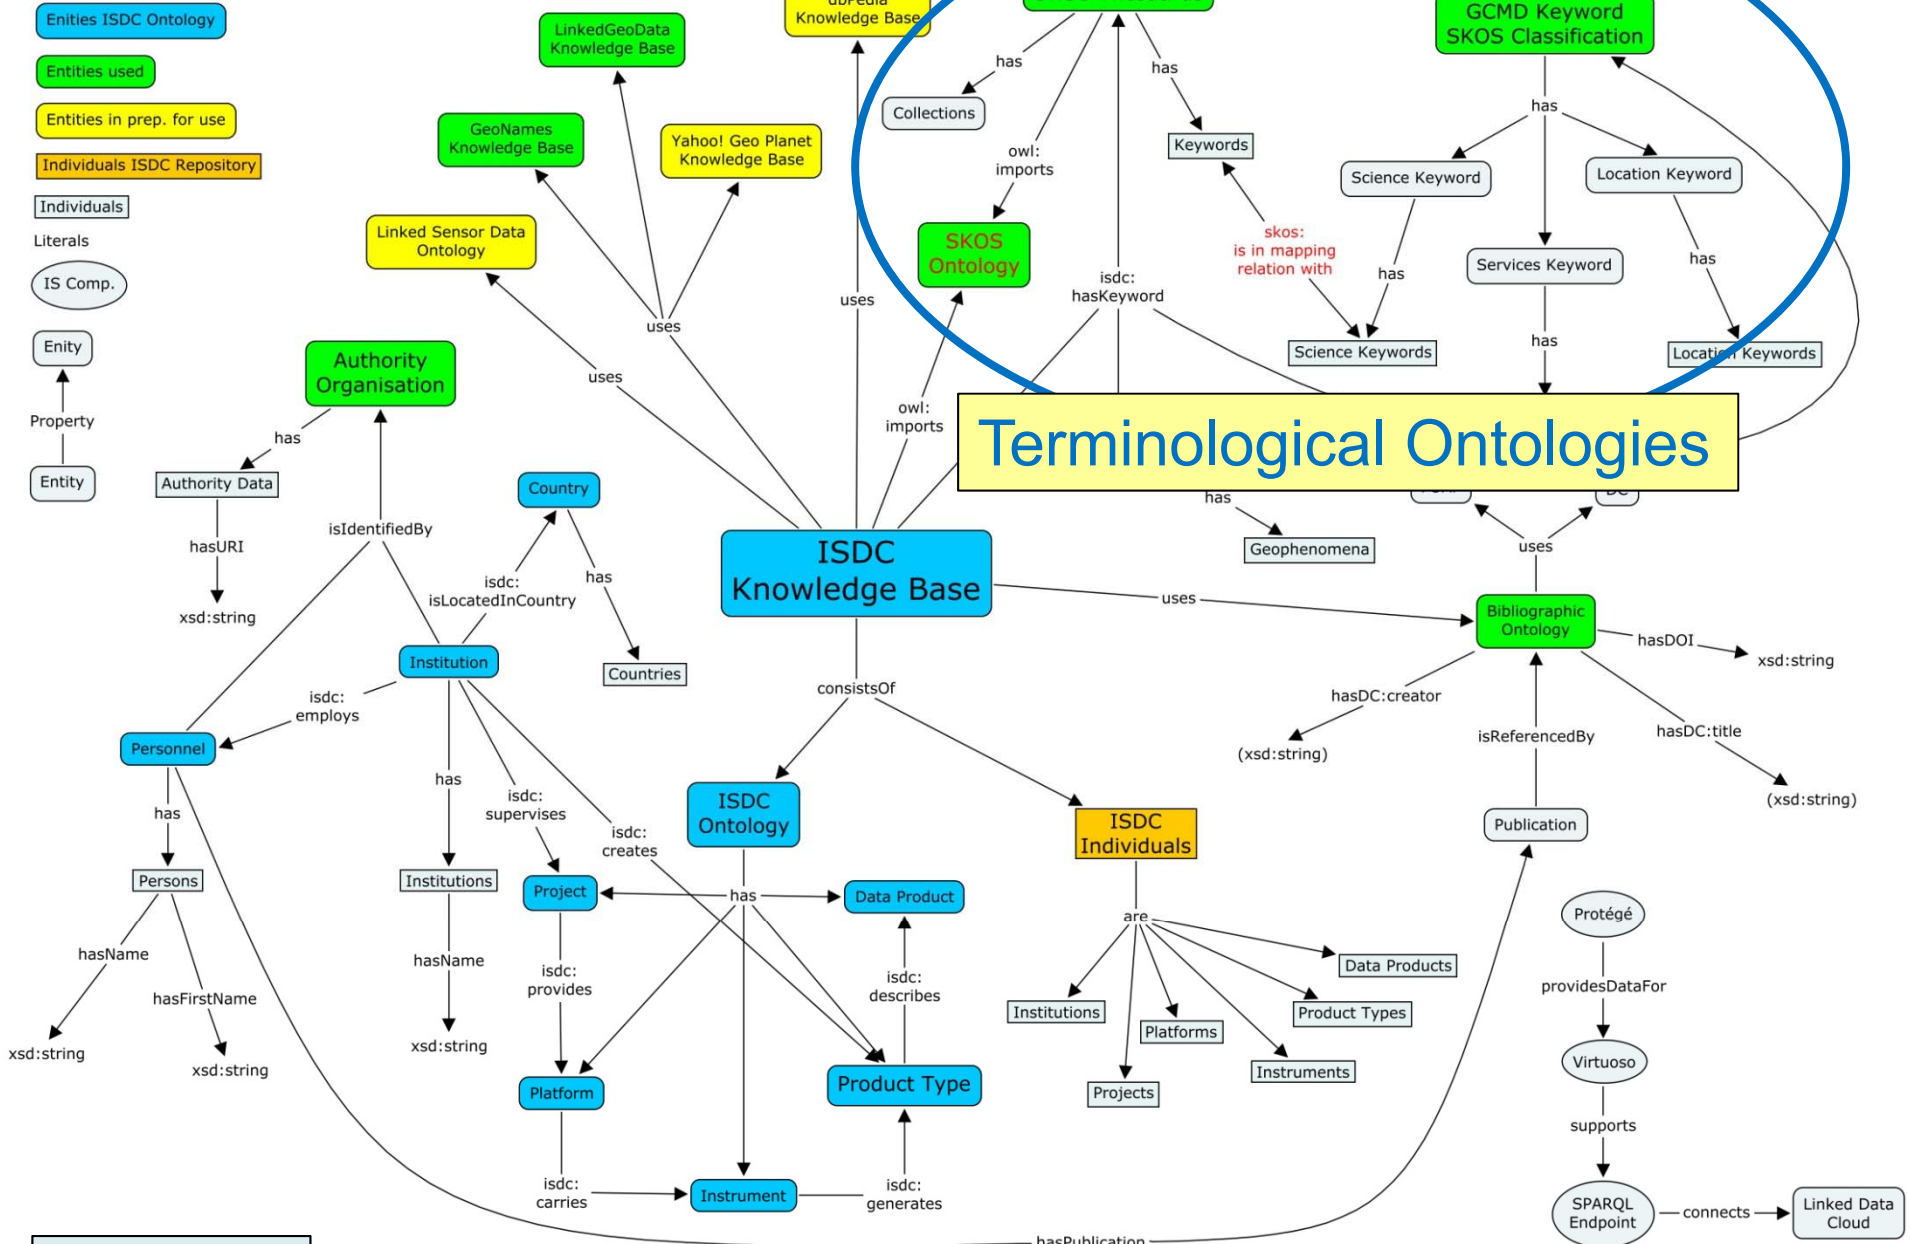 Enities ISDC Ontology
Entities used
Entities in prep. for use
Individuals ISDC Repository
Individuals
Literals
IS Comp.
Enity
Property
Entity
LinkedGeoData
Knowledge Base
dbPedia
Knowledge Base
GeoNames
Knowledge Base
Yahoo! Geo Planet
Knowledge Base
Linked Sensor Data
Ontology
uses
uses
uses
has
Collections
owl:
imports
has
Keywords
SKOS
Ontology
skos:
is in mapping
relation with
isdc:
hasKeyword
owl:
imports
GCMD Keyword
SKOS Classification
has
Science Keyword
Location Keyword
Services Keyword
has
has
has
Science Keywords
Location Keywords
Terminological Ontologies
has
Geophenomena
DC
uses
Authority
Organisation
has
Authority Data
hasURI
xsd:string
isIdentifiedBy
Country
isdc:
isLocatedInCountry
has
Countries
Institution
isdc:
employs
Personnel
has
Persons
hasName
hasFirstName
xsd:string
xsd:string
has
Institutions
hasName
xsd:string
isdc:
supervises
isdc:
creates
ISDC
Knowledge Base
uses
consistsOf
ISDC
Ontology
has
Project
Data Product
isdc:
provides
isdc:
describes
Platform
Product Type
isdc:
carries
Instrument
isdc:
generates
ISDC
Individuals
are
Institutions
Projects
Platforms
Instruments
Product Types
Data Products
Bibliographic
Ontology
hasDOI
xsd:string
hasDC:creator
(xsd:string)
isReferencedBy
hasDC:title
(xsd:string)
Publication
hasPublication
Protégé
providesDataFor
Virtuoso
supports
SPARQL
Endpoint
connects
Linked Data
Cloud